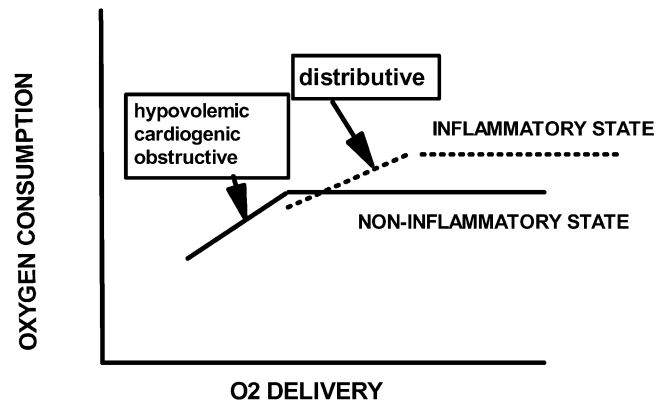 distributive
hypovolemic
cardiogenic
obstructive
INFLAMMATORY STATE
NON-INFLAMMATORY STATE
OXYGEN CONSUMPTION
O2 DELIVERY